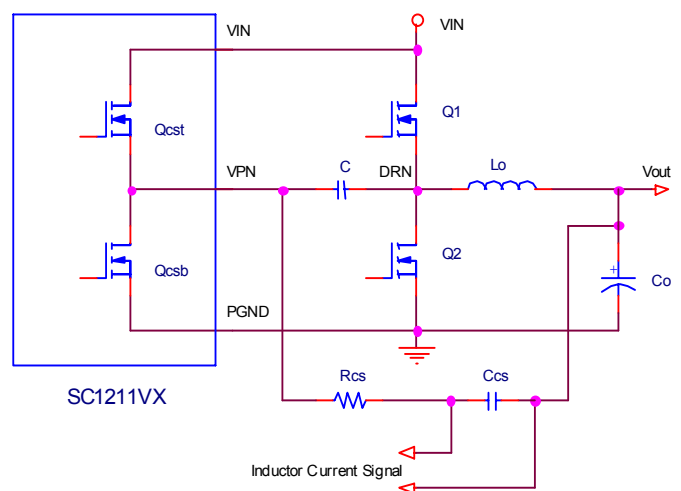 VIN
VIN
Qcst
Q1
VPN
C
DRN
Lo
Vout
Qcsb
Q2
+
Co
PGND
SC1211VX
Rcs
Ccs
Inductor Current Signal